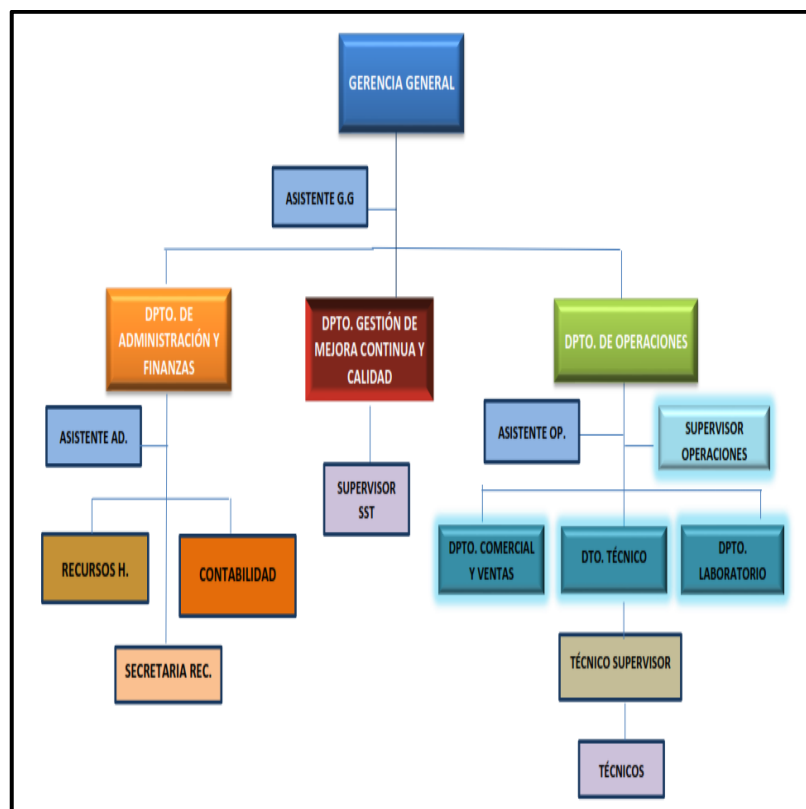 GERENCIA GENERAL
ASISTENTE G.G
DPTO. DE
ADMINISTRACIÓN Y
FINANZAS
DPTO. GESTIÓN DE
MEJORA CONTINUA Y
CALIDAD
DPTO. DE OPERACIONES
ASISTENTE AD.
ASISTENTE OP.
SUPERVISOR
OPERACIONES
SUPERVISOR
SST
RECURSOS H.
CONTABILIDAD
DPTO. COMERCIAL
Y VENTAS
DTO. TÉCNICO
DPTO.
LABORATORIO
SECRETARIA REC.
TÉCNICO SUPERVISOR
TÉCNICOS